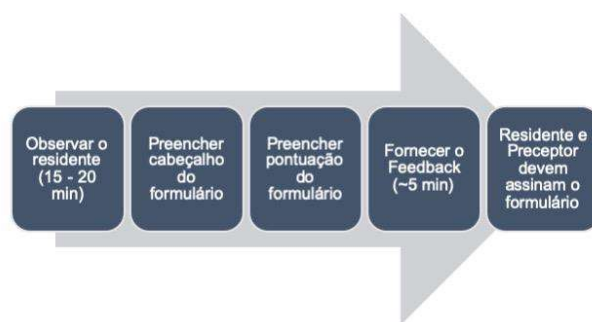 Observar o
residente
(15 - 20
min)
Preencher
cabeçalho
do
formulário
Preencher
pontuação
do
formulário
Fornecer o
Feedback
(~5 min)
Residente e
Preceptor
devem
assinam o
formulário